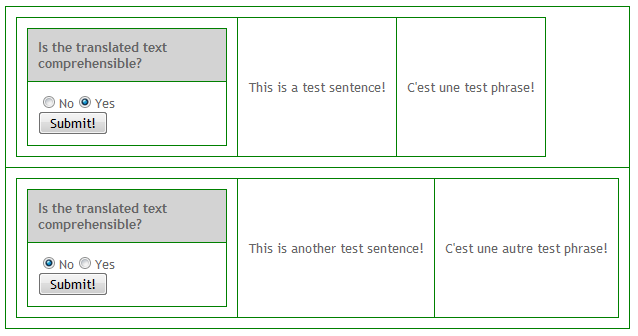 Is the translated text
comprehensible?
No Yes
Submit!
This is a test sentence!
C'est une test phrase!
Is the translated text
comprehensible?
No Yes
Submit!
This is another test sentence!
C'est une autre test phrase!